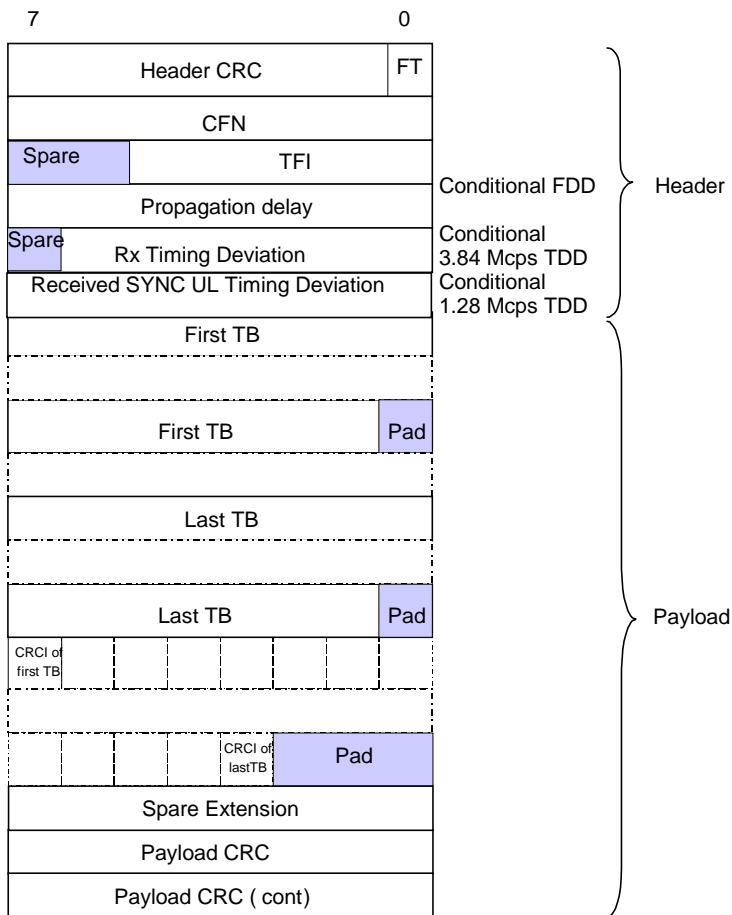 7 0
Header CRC FT
CFN
Spare TFI
Conditional FDD
Header
Propagation delay
Spare Rx Timing Deviation
Conditional
3.84 Mcps TDD
Received SYNC UL Timing Deviation
Conditional
1.28 Mcps TDD
First TB
First TB Pad
Last TB
Last TB Pad
Payload
CRCI of
first TB
CRCI of
lastTB
Pad
Spare Extension
Payload CRC
Payload CRC ( cont)